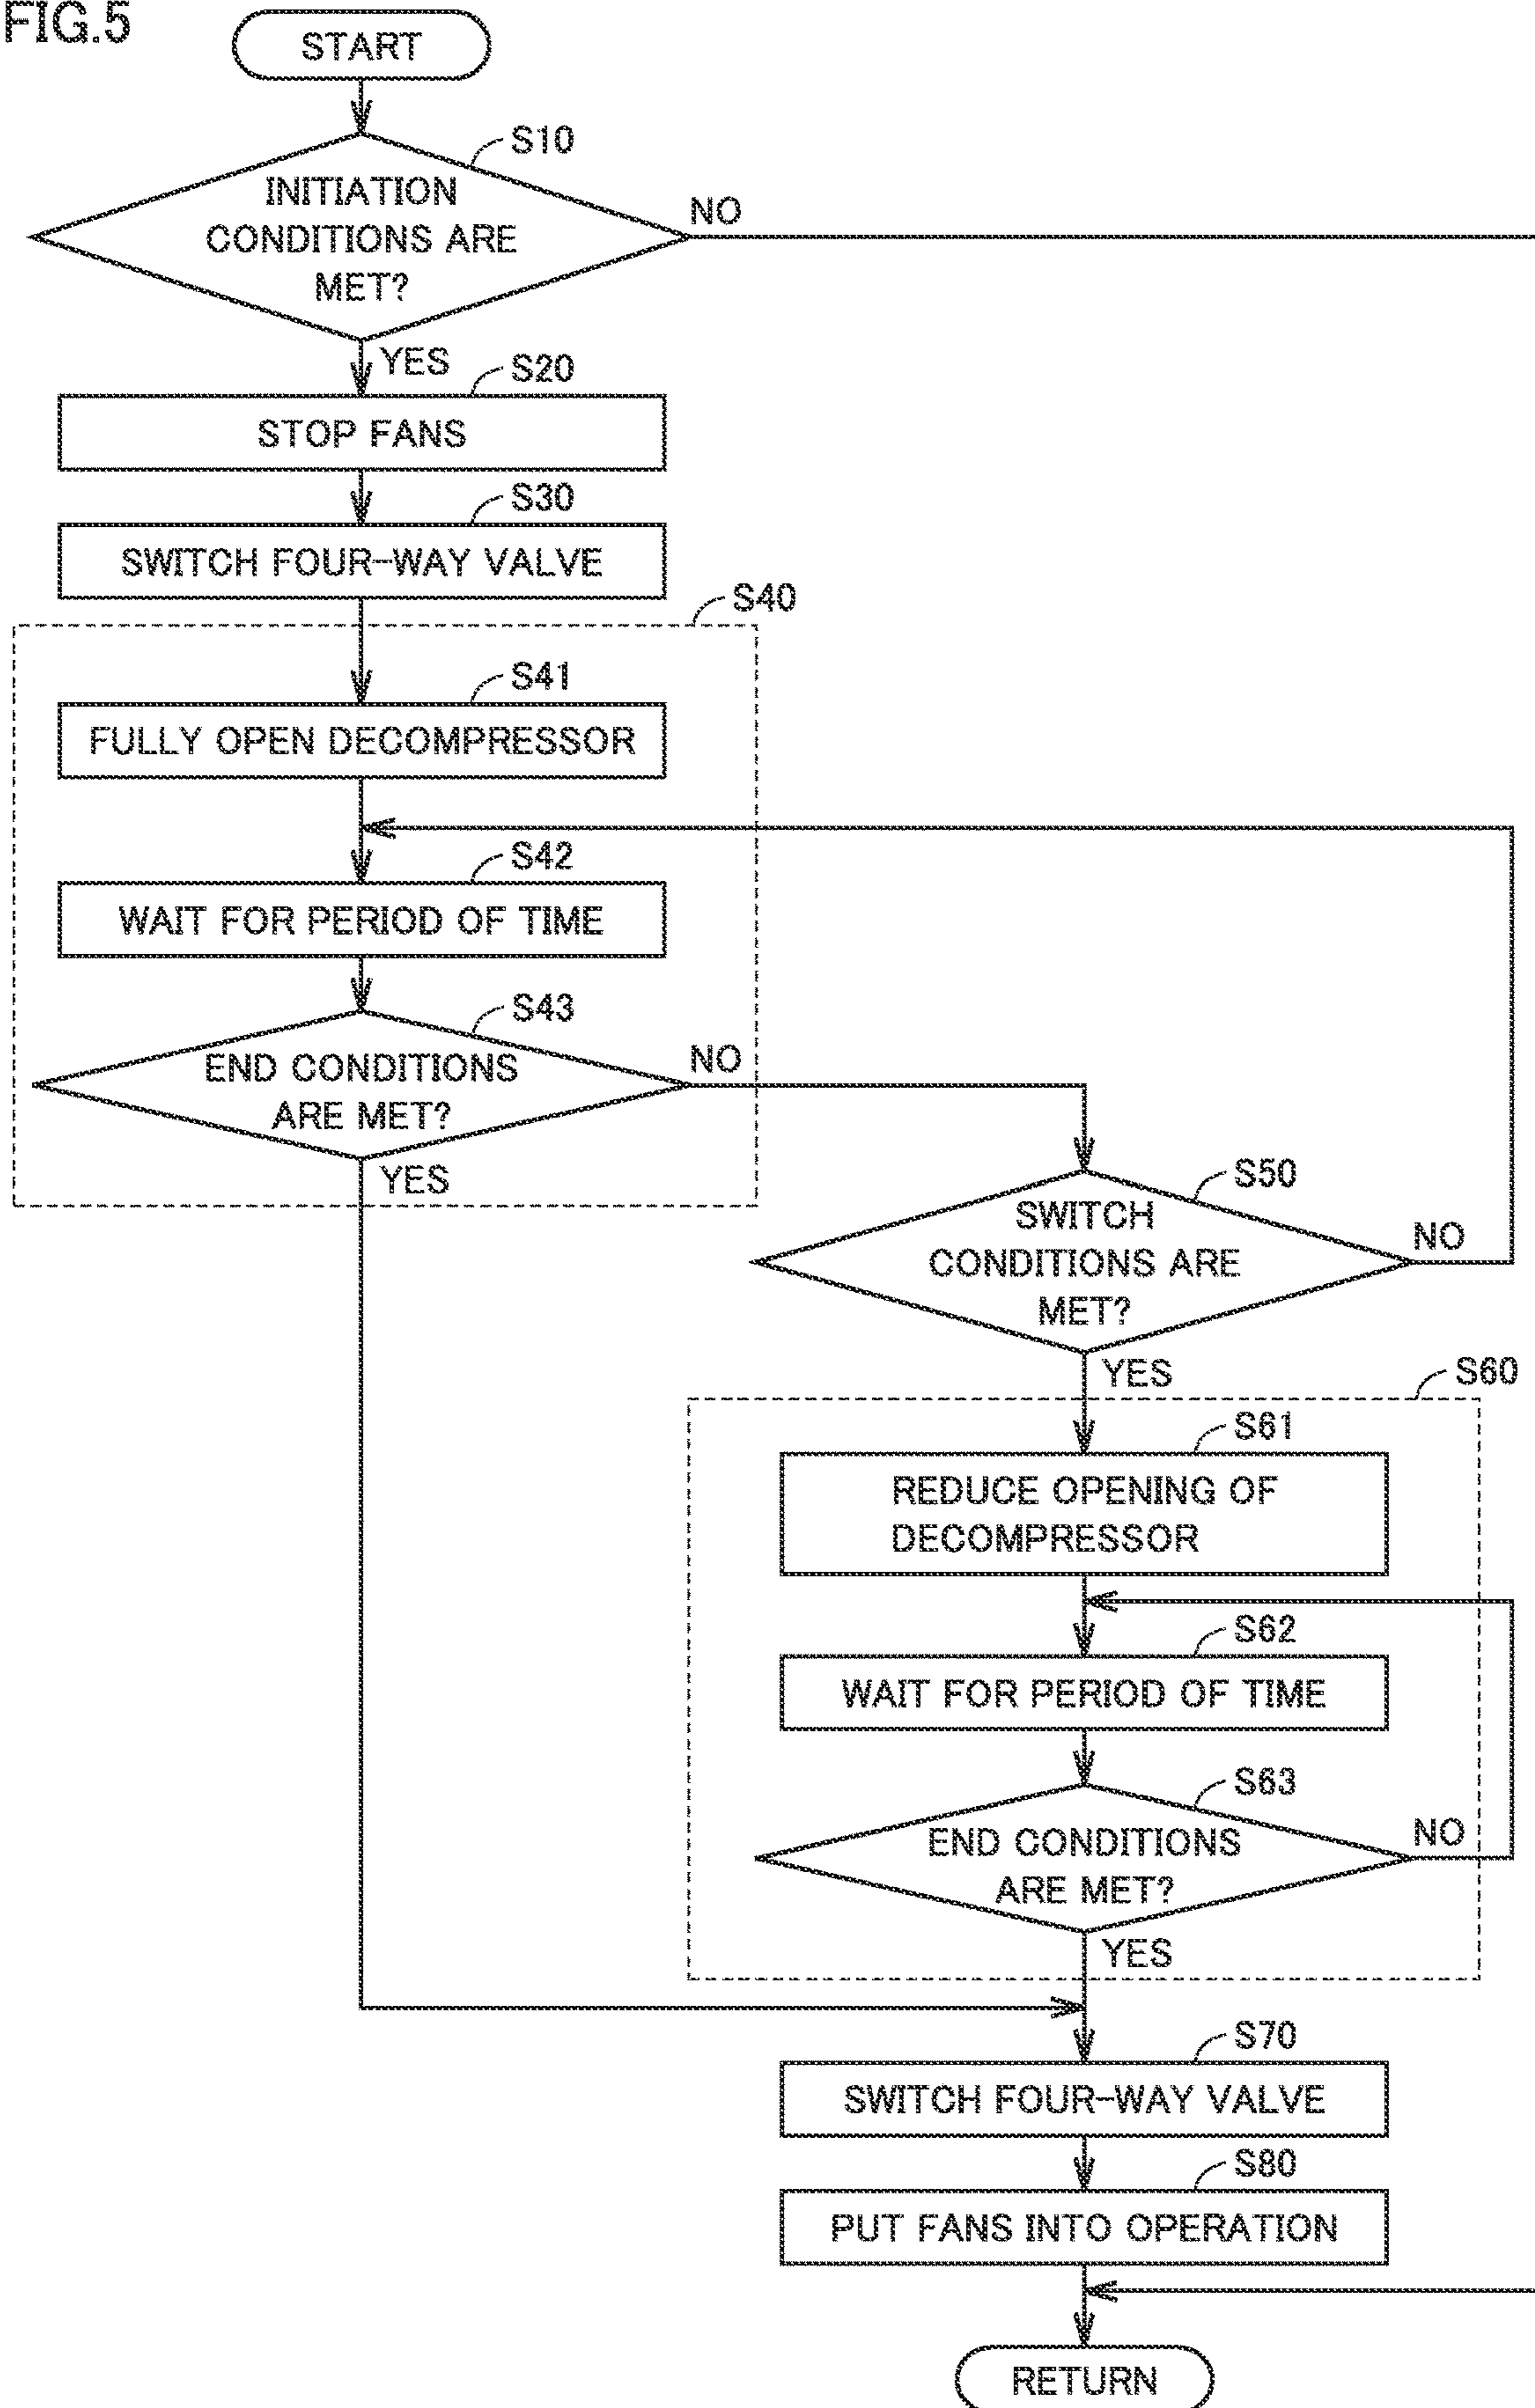 FIG.5
START
S10
INITIATION
CONDITIONS ARE
MET?
NO
YES
S20
STOP FANS
S30
SWITCH FOUR-WAY VALVE
S40
S41
FULLY OPEN DECOMPRESSOR
S42
WAIT FOR PERIOD OF TIME
S43
END CONDITIONS
ARE MET?
NO
YES
S50
SWITCH
CONDITIONS ARE
MET?
NO
YES
S60
S61
REDUCE OPENING OF
DECOMPRESSOR
S62
WAIT FOR PERIOD OF TIME
S63
END CONDITIONS
ARE MET?
NO
YES
S70
SWITCH FOUR-WAY VALVE
S80
PUT FANS INTO OPERATION
RETURN